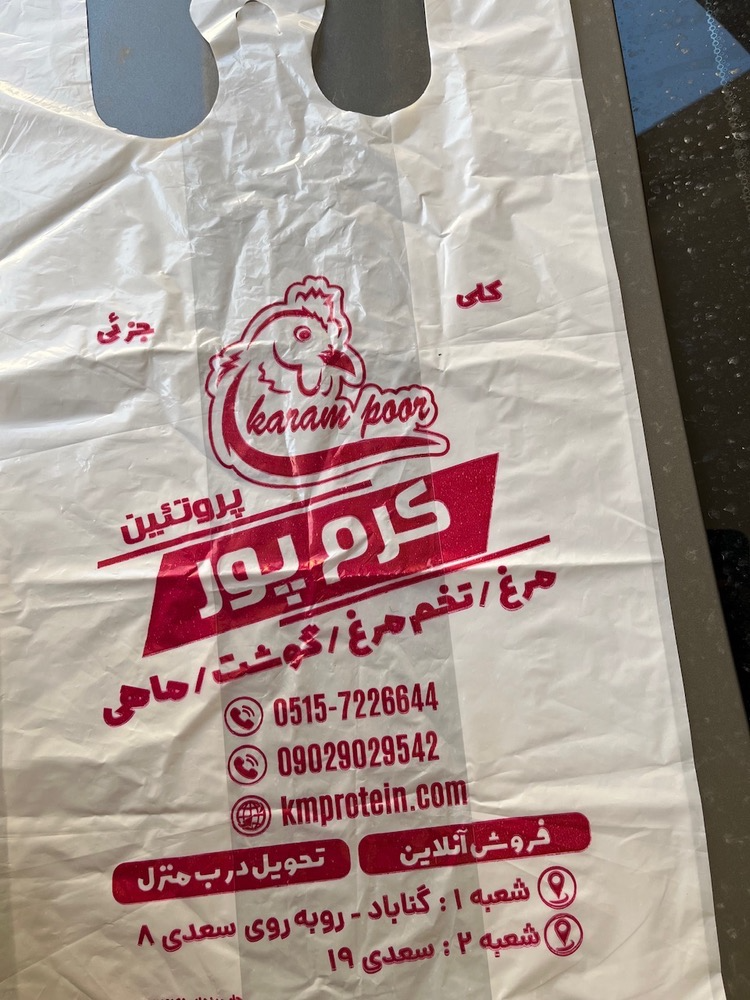 کلی
جزئی
karam poor
پروتئین
کرم پور
مرغ / تخم مرغ / گوشت / ماهی
0515-7226644
09029029542
kmprotein.com
فروش آنلاین
تحویل درب منزل
شعبه ۱ : گناباد - روبه روی سعدی ۸
شعبه ۲ : سعدی ۱۹